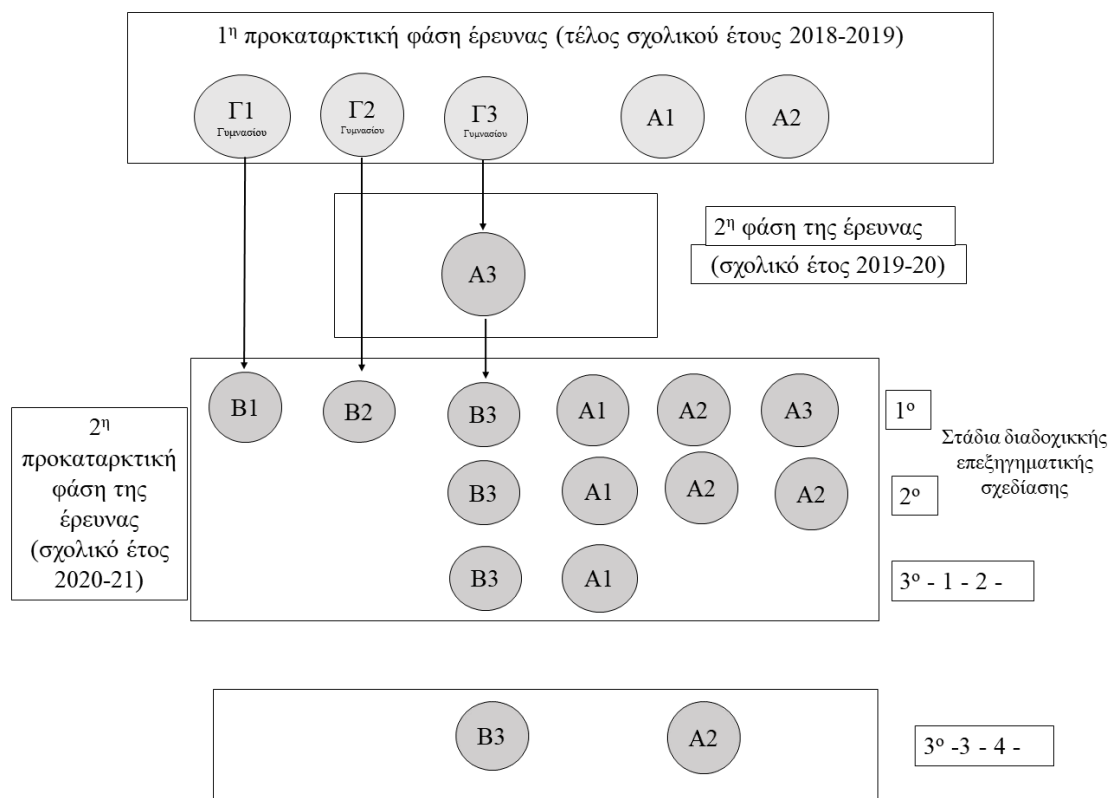 1η προκαταρκτική φάση έρευνας (τέλος σχολικού έτους 2018-2019)
Γ1
Γυμνασίου
Γ2
Γυμνασίου
Γ3
Γυμνασίου
Α1
Α2
2η φάση της έρευνας
(σχολικό έτος 2019-20)
Α3
2η
προκαταρκτική
φάση της
έρευνας
(σχολικό έτος
2020-21)
Β1
Β2
Β3
Α1
Α2
Α3
1ο
Στάδια διαδοχικκής
επεξηγηματικής
σχεδίασης
Β3
Α1
Α2
Α2
2ο
Β3
Α1
3ο - 1 - 2 -
Β3
Α2
3ο -3 - 4 -